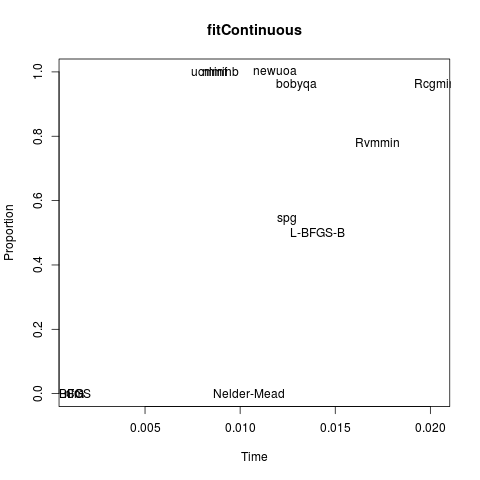 fitContinuous
1.0
0.8
0.6
0.4
0.2
0.0
Proportion
newuoa
bobyqa
Rcgmin
Rvmmin
spg
L-BFGS-B
Nelder-Mead
0.005
0.010
0.015
0.020
Time